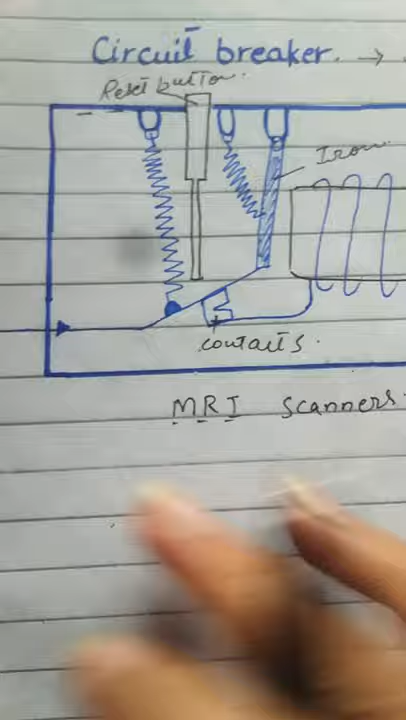 Circuit breaker. →
Reset button.
Iron.
contacts.
MRI scanners.